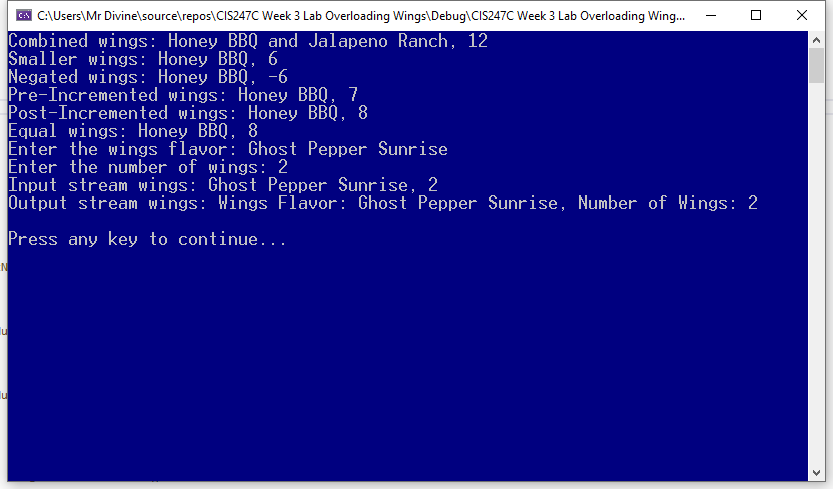 C:\Users\Mr Divine\source\repos\CIS247C Week 3 Lab Overloading Wings\Debug\CIS247C Week 3 Lab Overloading Wing...
Combined wings: Honey BBQ and Jalapeno Ranch, 12
Smaller wings: Honey BBQ, 6
Negated wings: Honey BBQ, -6
Pre-Incremented wings: Honey BBQ, 7
Post-Incremented wings: Honey BBQ, 8
Equal wings: Honey BBQ, 8
Enter the wings flavor: Ghost Pepper Sunrise
Enter the number of wings: 2
Input stream wings: Ghost Pepper Sunrise, 2
Output stream wings: Wings Flavor: Ghost Pepper Sunrise, Number of Wings: 2
Press any key to continue...